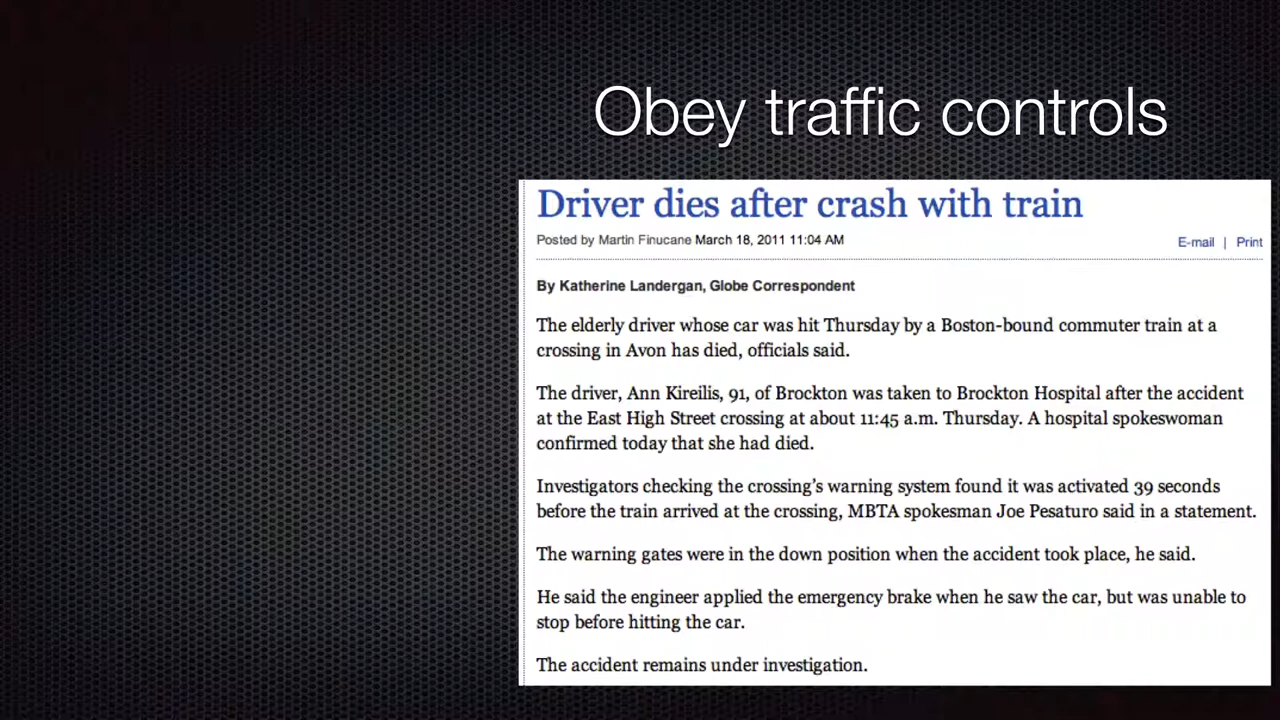 Obey traffic controls
Driver dies after crash with train
Posted by Martin Finucane March 18, 2011 11:04 AM
E-mail | Print
By Katherine Landergan, Globe Correspondent
The elderly driver whose car was hit Thursday by a Boston-bound commuter train at a
crossing in Avon has died, officials said.
The driver, Ann Kireilis, 91, of Brockton was taken to Brockton Hospital after the accident
at the East High Street crossing at about 11:45 a.m. Thursday. A hospital spokeswoman
confirmed today that she had died.
Investigators checking the crossing’s warning system found it was activated 39 seconds
before the train arrived at the crossing, MBTA spokesman Joe Pesaturo said in a statement.
The warning gates were in the down position when the accident took place, he said.
He said the engineer applied the emergency brake when he saw the car, but was unable to
stop before hitting the car.
The accident remains under investigation.